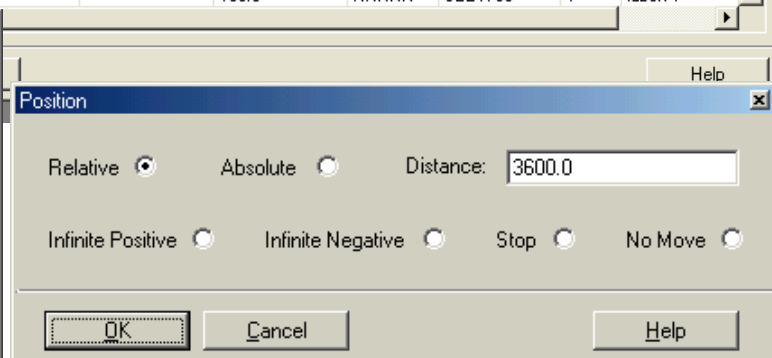 Help
Position
Relative Absolute Distance: 3600.0
Infinite Positive Infinite Negative Stop No Move
OK Cancel Help